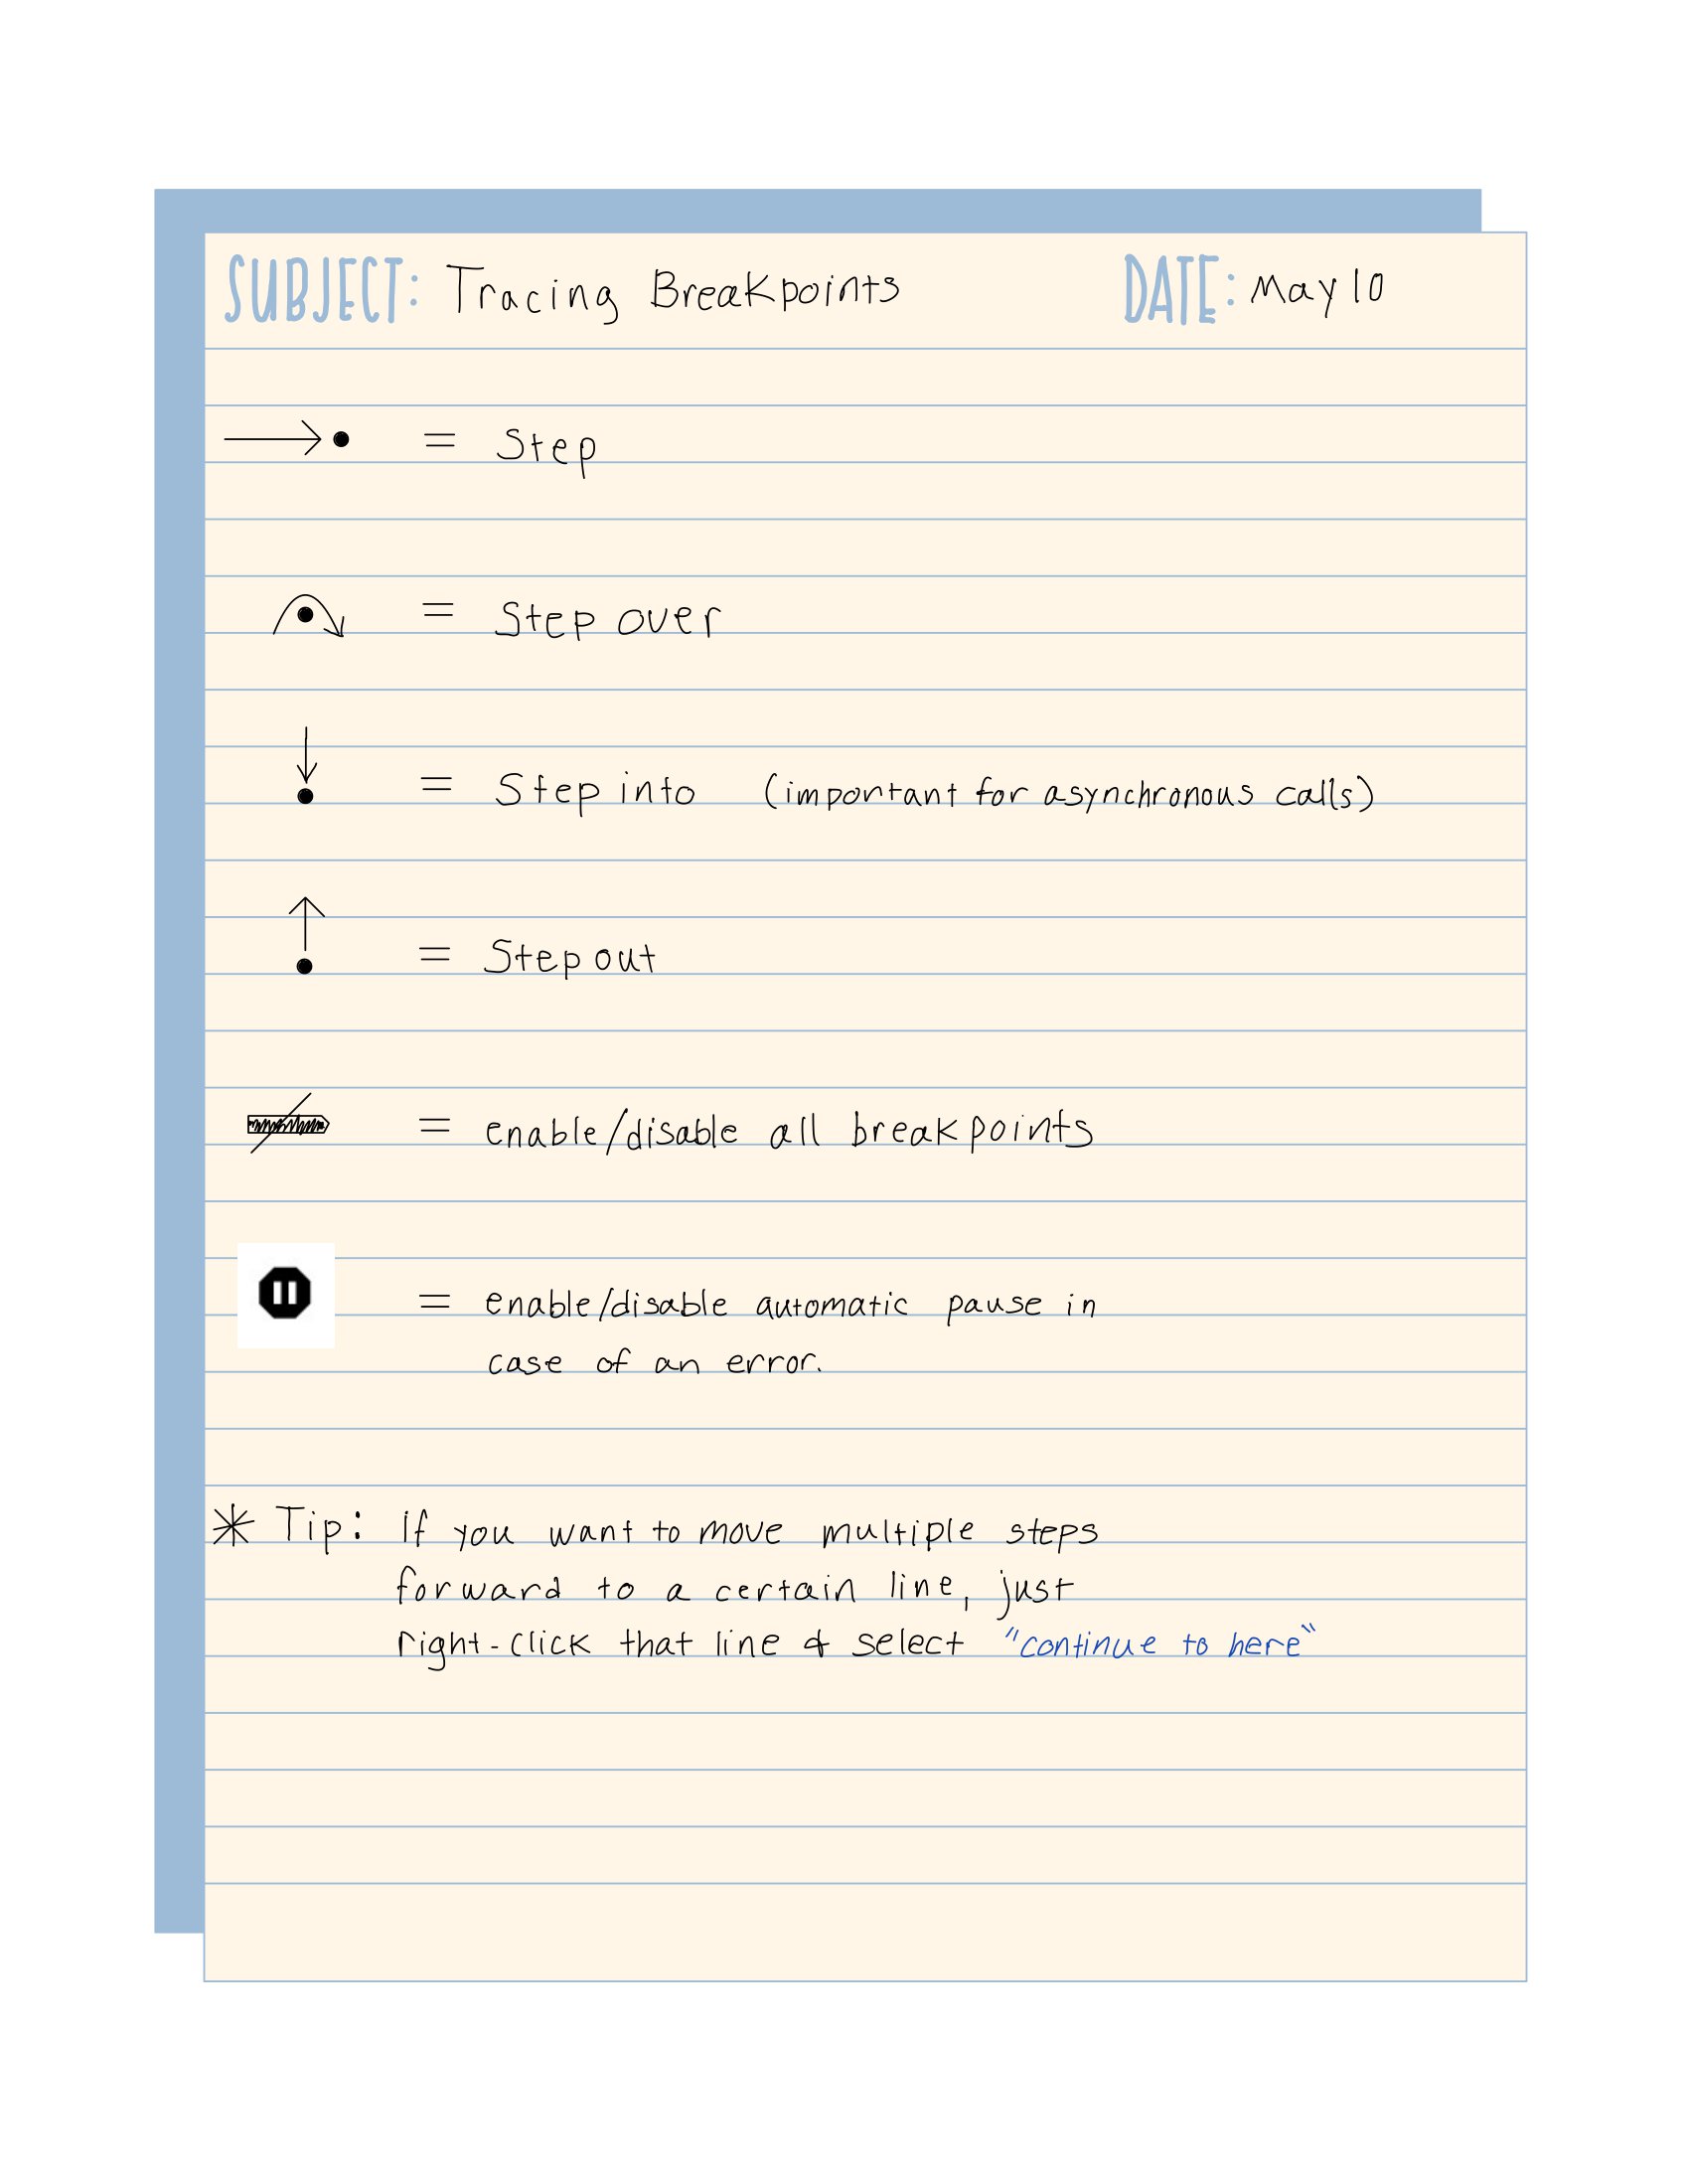 SUBJECT: Tracing Breakpoints DATE: May 10
= Step
= Step over
= Step into (important for asynchronous calls)
= Step out
= enable/disable all breakpoints
= enable/disable automatic pause in
case of an error.
* Tip: If you want to move multiple steps
forward to a certain line, just
right-click that line & select "continue to here"